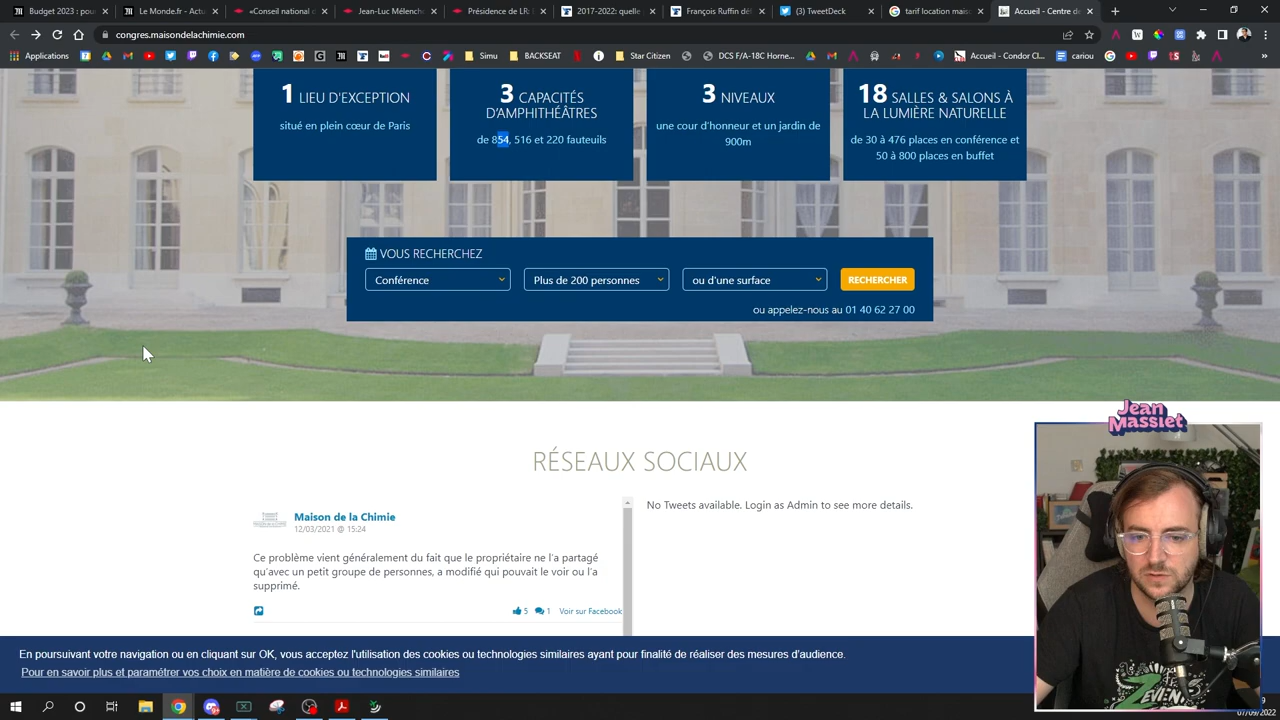 Budget 2023 : pou
Le Monde.fr - Actu
«Conseil national d
Jean-Luc Mélench
Présidence de LR: l
2017-2022: quelle
François Ruffin déf
(3) TweetDeck
tarif location maiso
Accueil - Centre de
congres.maisondelachimie.com
Applications
Simu
BACKSEAT
Star Citizen
DCS F/A-18C Horne...
Accueil - Condor Cl...
cariou
1 LIEU D'EXCEPTION
situé en plein cœur de Paris
3 CAPACITÉS
D'AMPHITHÉÂTRES
de 854, 516 et 220 fauteuils
3 NIVEAUX
une cour d'honneur et un jardin de
900m
18 SALLES & SALONS À
LA LUMIÈRE NATURELLE
de 30 à 476 places en conférence et
50 à 800 places en buffet
VOUS RECHERCHEZ
Conférence
Plus de 200 personnes
ou d'une surface
RECHERCHER
ou appelez-nous au 01 40 62 27 00
RÉSEAUX SOCIAUX
Maison de la Chimie
12/03/2021 @ 15:24
Ce problème vient généralement du fait que le propriétaire ne l'a partagé
qu'avec un petit groupe de personnes, a modifié qui pouvait le voir ou l'a
supprimé.
5
1
Voir sur Facebook
No Tweets available. Login as Admin to see more details.
Jean
Massiet
En poursuivant votre navigation ou en cliquant sur OK, vous acceptez l'utilisation des cookies ou technologies similaires ayant pour finalité de réaliser des mesures d'audience.
Pour en savoir plus et paramétrer vos choix en matière de cookies ou technologies similaires
ZEVENT
07/09/2022